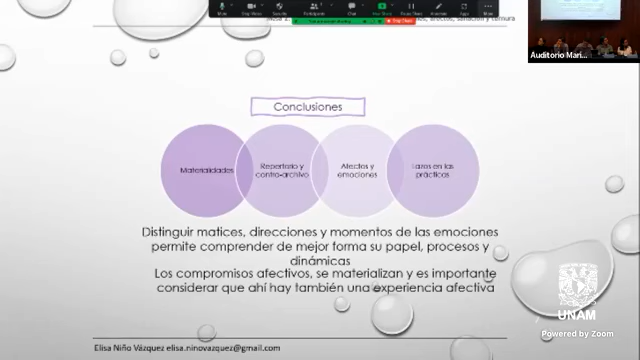 Auditorio Mari...
Conclusiones
Materialidades
Repertorio y
contra-archivo
Afectos y
emociones
Lazos en las
prácticas
Distinguir matices, direcciones y momentos de las emociones
permite comprender de mejor forma su papel, procesos y
dinámicas
Los compromisos afectivos, se materializan y es importante
considerar que ahí hay también una experiencia afectiva
UNAM
Powered by Zoom
Elisa Niño Vázquez elisa.ninovazquez@gmail.com